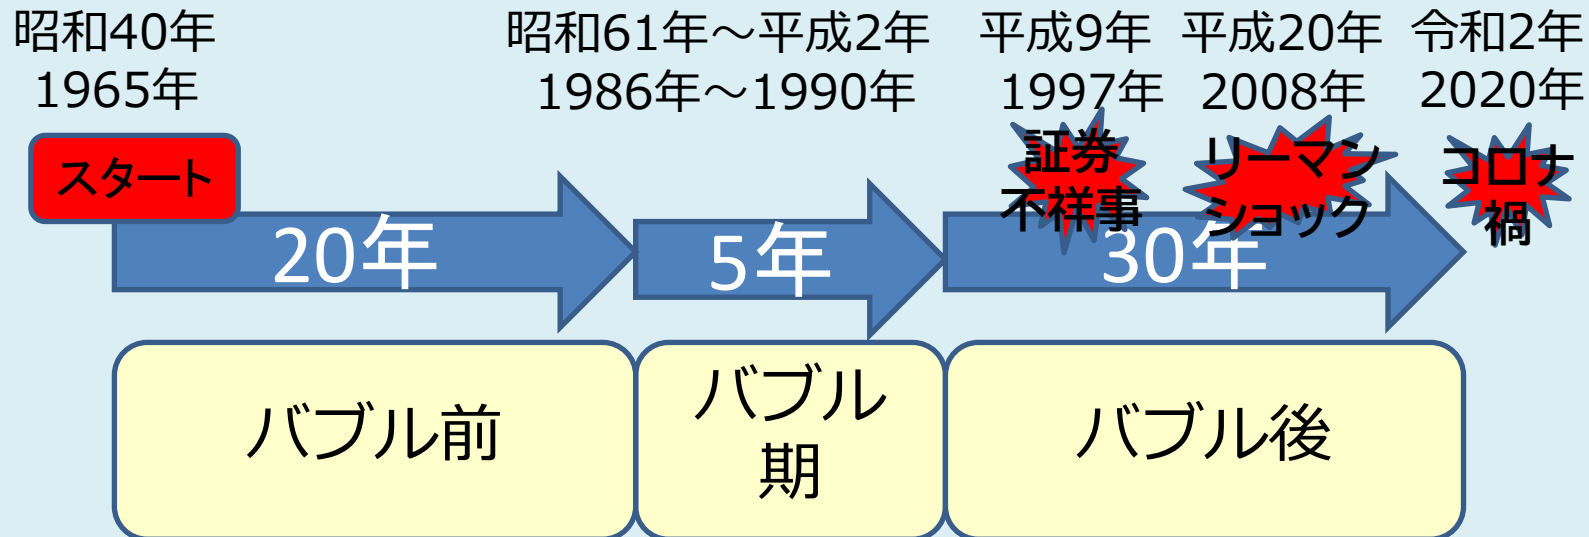 昭和40年
1965年
昭和61年～平成2年
1986年～1990年
平成9年
1997年
平成20年
2008年
令和2年
2020年
スタート
証券
不祥事
リーマン
ショック
コロナ
禍
20年
5年
30年
バブル前
バブル
期
バブル後